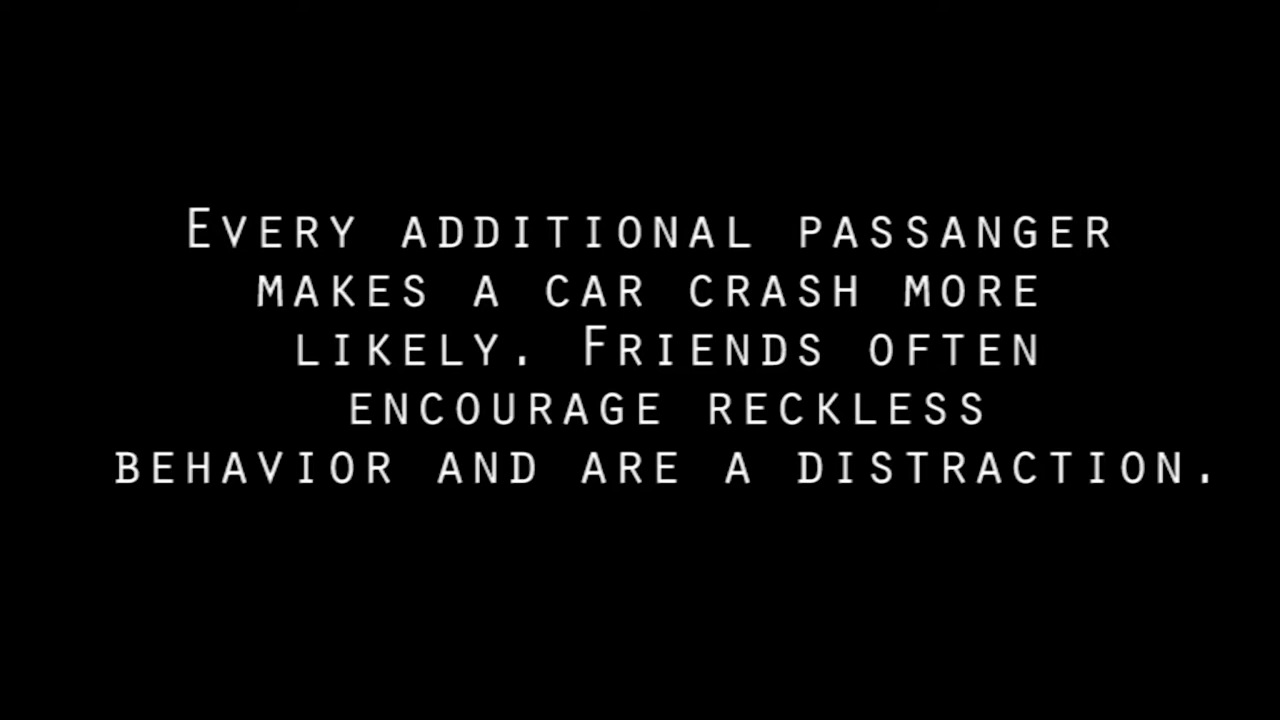 Every additional passanger
makes a car crash more
likely. Friends often
encourage reckless
behavior and are a distraction.